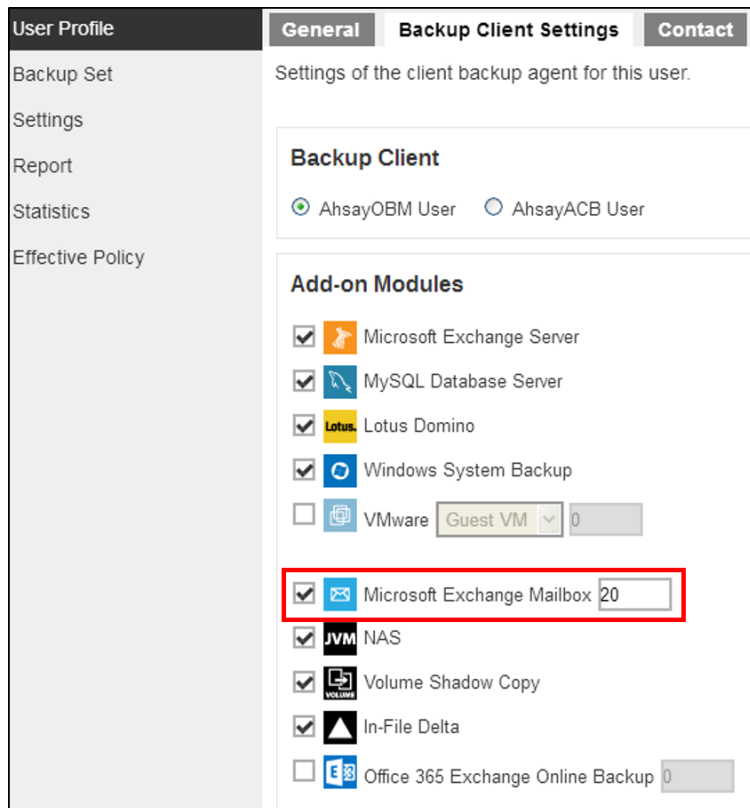 User Profile
General
Backup Client Settings
Contact
Backup Set
Settings
Report
Statistics
Effective Policy
Settings of the client backup agent for this user.
Backup Client
AhsayOBM User
AhsayACB User
Add-on Modules
Microsoft Exchange Server
MySQL Database Server
Lotus. Lotus Domino
Windows System Backup
VMware Guest VM 0
Microsoft Exchange Mailbox 20
JVM NAS
VOLUME Volume Shadow Copy
In-File Delta
E Office 365 Exchange Online Backup 0